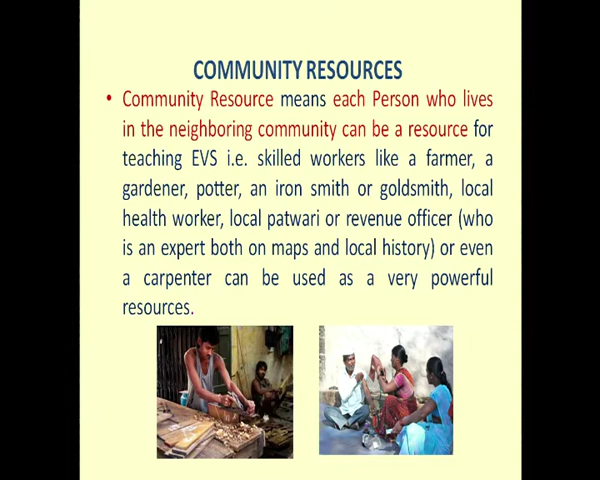 COMMUNITY RESOURCES
• Community Resource means each Person who lives
in the neighboring community can be a resource for
teaching EVS i.e. skilled workers like a farmer, a
gardener, potter, an iron smith or goldsmith, local
health worker, local patwari or revenue officer (who
is an expert both on maps and local history) or even
a carpenter can be used as a very powerful
resources.